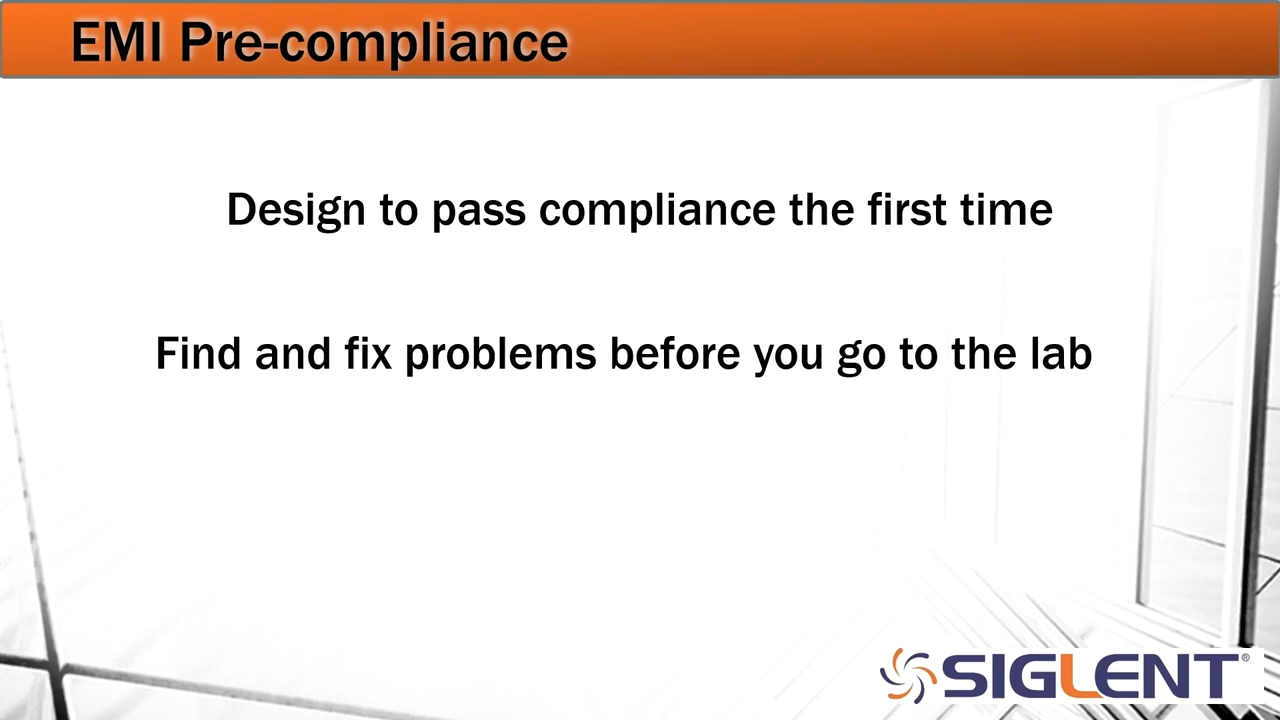 EMI Pre-compliance
Design to pass compliance the first time
Find and fix problems before you go to the lab
SIGLENT®